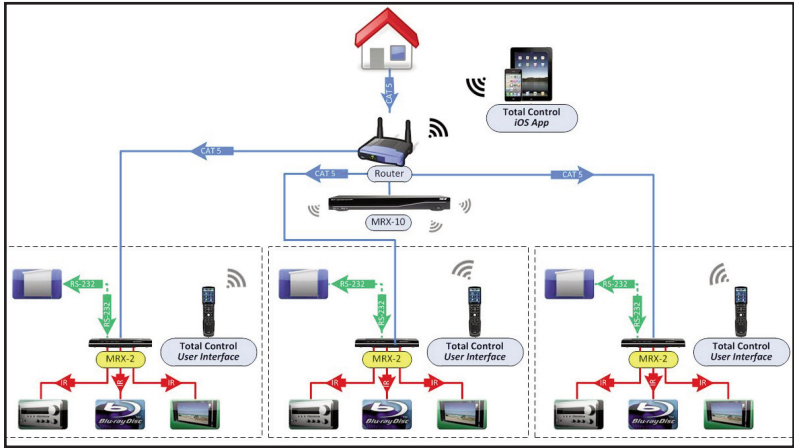 CAT 5
Total Control
iOS App
CAT 5
Router
CAT 5
CAT 5
MRX-10
RS-232
RS-232
Total Control
User Interface
MRX-2
IR
IR
IR
Blu-ray Disc
RS-232
RS-232
Total Control
User Interface
MRX-2
IR
IR
IR
Blu-ray Disc
RS-232
RS-232
Total Control
User Interface
MRX-2
IR
IR
IR
Blu-ray Disc